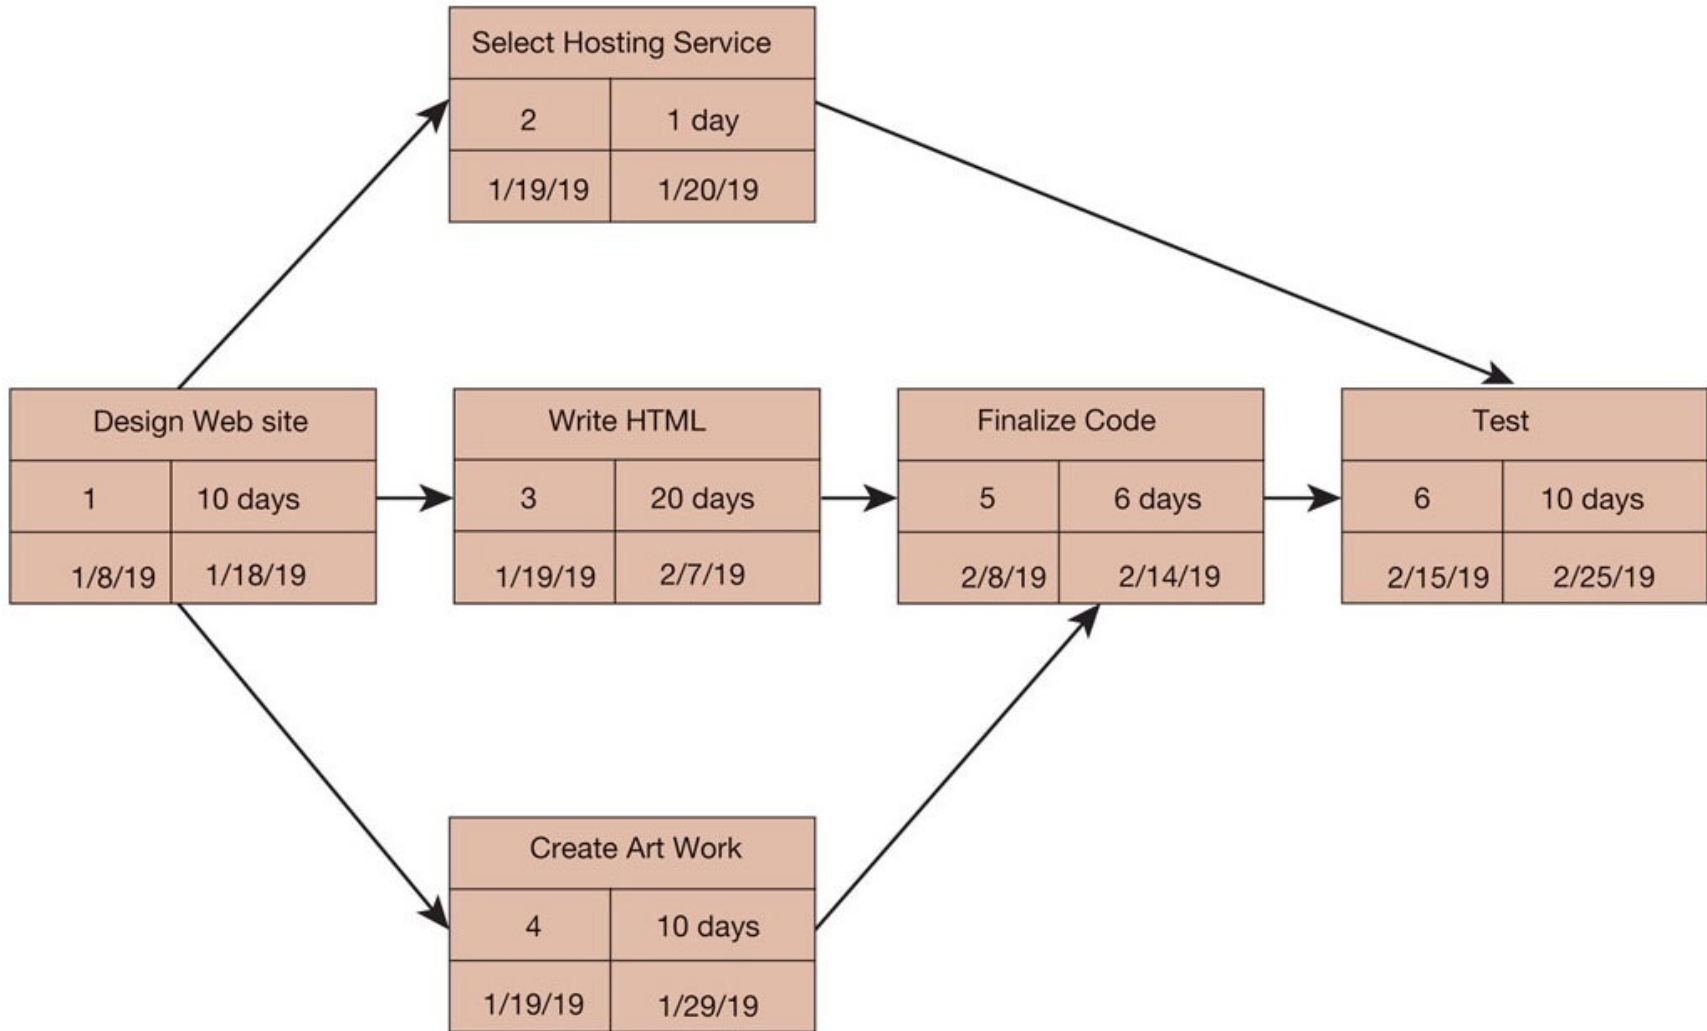 Select Hosting Service
2 1 day
1/19/19 1/20/19
Design Web site
1 10 days
1/8/19 1/18/19
Write HTML
3 20 days
1/19/19 2/7/19
Finalize Code
5 6 days
2/8/19 2/14/19
Test
6 10 days
2/15/19 2/25/19
Create Art Work
4 10 days
1/19/19 1/29/19